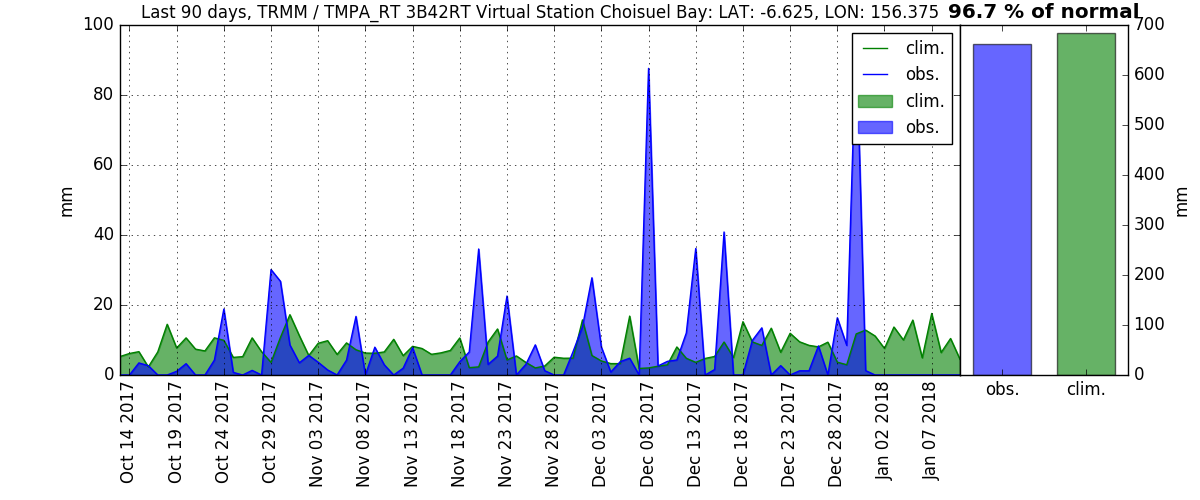 Last 90 days, TRMM / TMPA_RT 3B42RT Virtual Station Choisuel Bay: LAT: -6.625, LON: 156.375 96.7 % of normal
100
80
60
40
20
0
mm
clim.
obs.
clim.
obs.
700
600
500
400
300
200
100
0
mm
obs. clim.
Oct 14 2017
Oct 19 2017
Oct 24 2017
Oct 29 2017
Nov 03 2017
Nov 08 2017
Nov 13 2017
Nov 18 2017
Nov 23 2017
Nov 28 2017
Dec 03 2017
Dec 08 2017
Dec 13 2017
Dec 18 2017
Dec 23 2017
Dec 28 2017
Jan 02 2018
Jan 07 2018